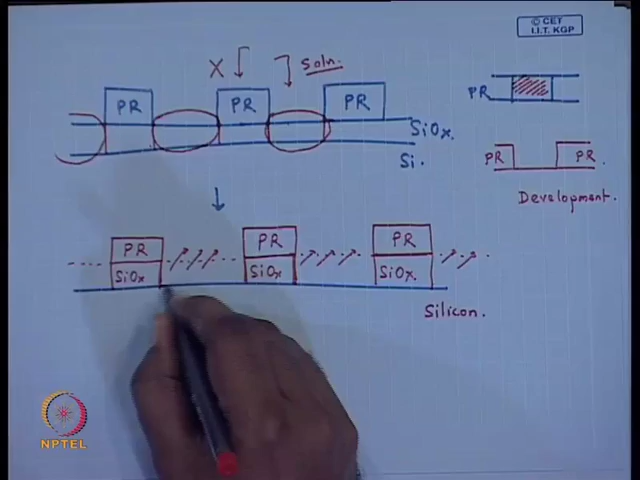 © CET
I.I.T. KGP
X
Soln.
PR
PR
PR
SiOx.
Si.
PR
PR
PR
Development.
PR
PR
PR
SiOx
SiOx
SiOx.
Silicon.
NPTEL